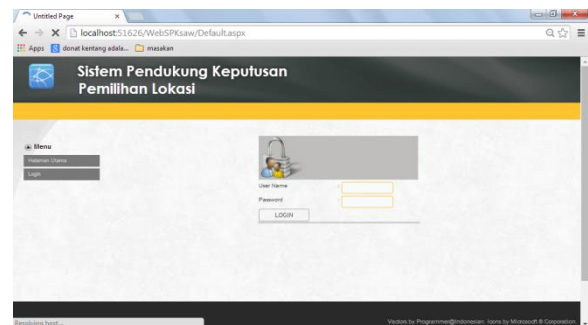 Untitled Page
localhost:51626/WebSPKsaw/Default.aspx
Apps
donat kentang adala...
masakan
Sistem Pendukung Keputusan
Pemilihan Lokasi
Menu
Halaman Utama
Login
User Name
Password
LOGIN
Resolving host...
Vectors by Programmer@Indonesian. Icons by Microsoft ® Corporation.